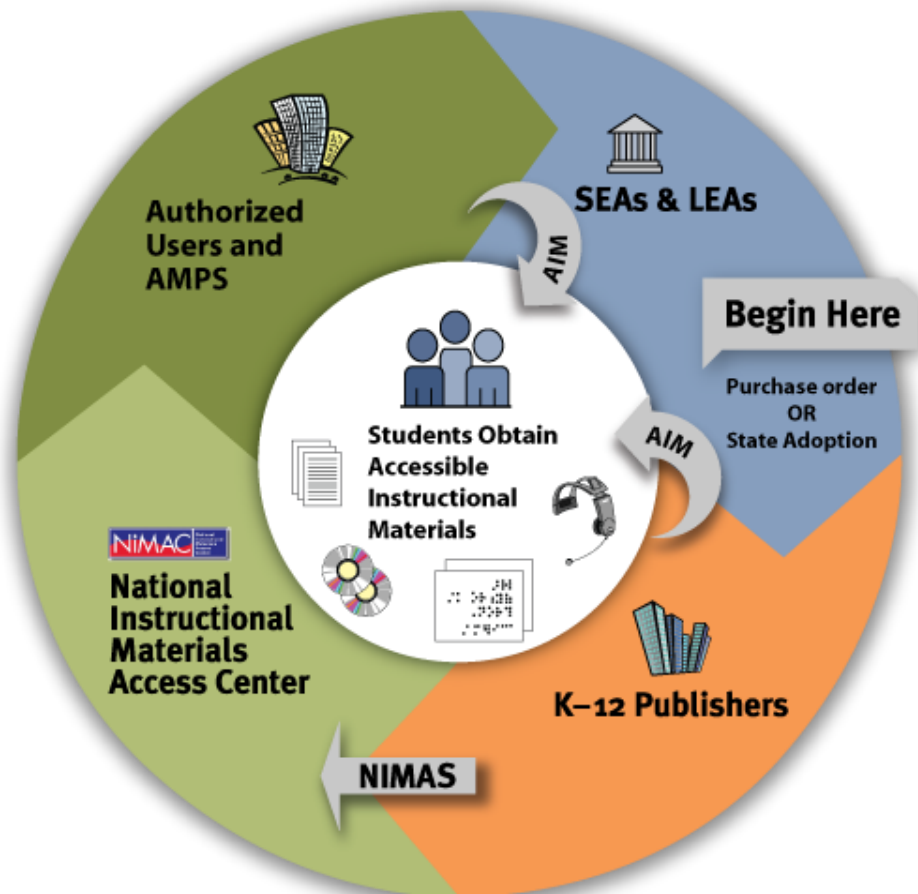 Authorized
Users and
AMPS
SEAs & LEAs
AIM
Begin Here
Purchase order
OR
State Adoption
AIM
Students Obtain
Accessible
Instructional
Materials
NIMAC
National
Instructional
Materials
Access Center
K–12 Publishers
NIMAS